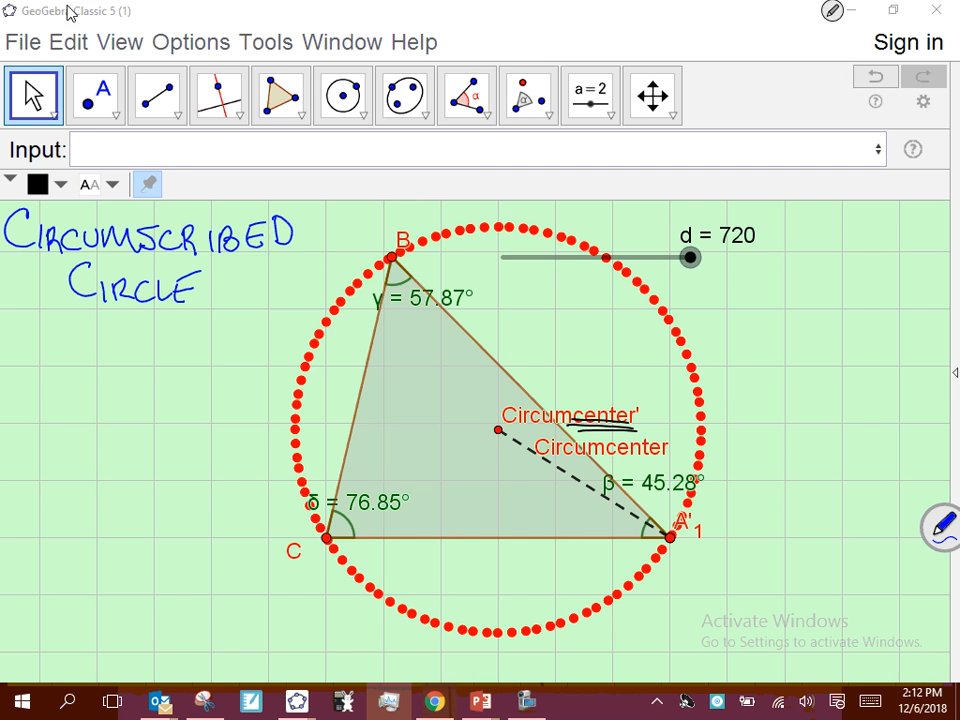 GeoGebra Classic 5 (1)
File Edit View Options Tools Window Help
Sign in
A
α
α
a = 2
Input:
AA
CIRCUMSCRIBED
CIRCLE
B
d = 720
γ = 57.87°
Circumcenter'
Circumcenter
β = 45.28°
δ = 76.85°
A'1
C
Activate Windows
Go to Settings to activate Windows.
2:12 PM
12/6/2018